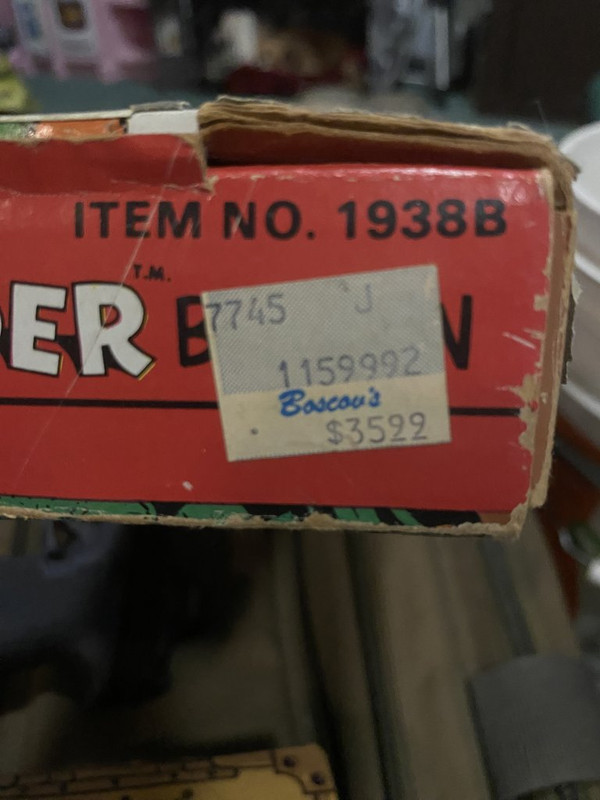 ITEM NO. 1938B
T.M.
ER B N
7745 J
1159992
Boscov's
$3522